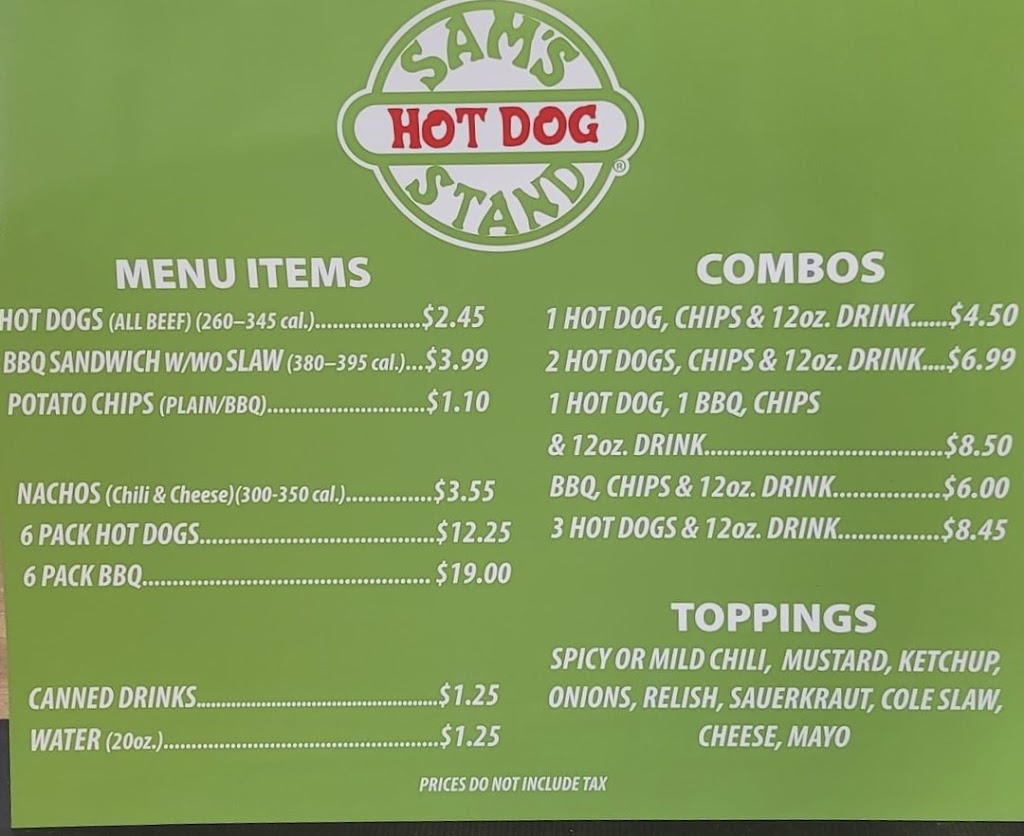 SAM'S
HOT DOG
STAND®
MENU ITEMS
HOT DOGS (ALL BEEF) (260–345 cal.)..................$2.45
BBQ SANDWICH W/WO SLAW (380–395 cal.)...$3.99
POTATO CHIPS (PLAIN/BBQ)...........................$1.10
NACHOS (Chili & Cheese)(300-350 cal.)...............$3.55
6 PACK HOT DOGS........................................$12.25
6 PACK BBQ................................................. $19.00
CANNED DRINKS..........................................$1.25
WATER (20oz.)...............................................$1.25
COMBOS
1 HOT DOG, CHIPS & 12oz. DRINK......$4.50
2 HOT DOGS, CHIPS & 12oz. DRINK....$6.99
1 HOT DOG, 1 BBQ, CHIPS
& 12oz. DRINK.........................................$8.50
BBQ, CHIPS & 12oz. DRINK...................$6.00
3 HOT DOGS & 12oz. DRINK..................$8.45
TOPPINGS
SPICY OR MILD CHILI, MUSTARD, KETCHUP,
ONIONS, RELISH, SAUERKRAUT, COLE SLAW,
CHEESE, MAYO
PRICES DO NOT INCLUDE TAX